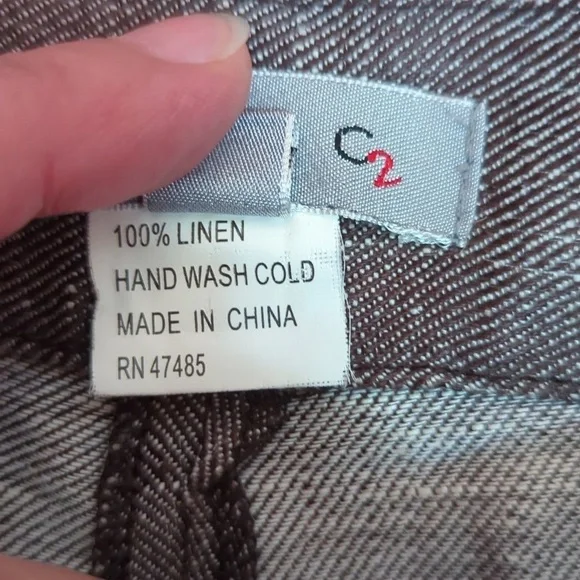 C2
100% LINEN
HAND WASH COLD
MADE IN CHINA
RN 47485